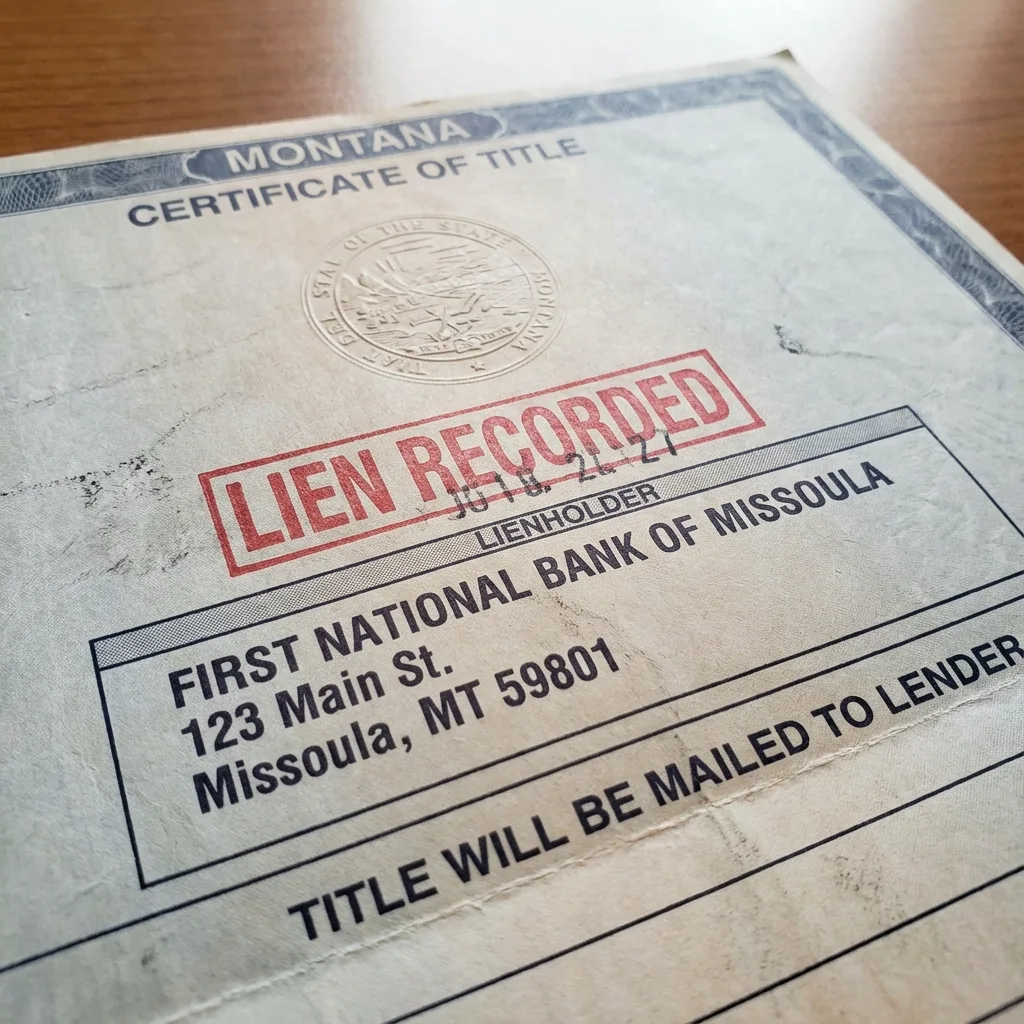 MONTANA
CERTIFICATE OF TITLE
LIEN RECORDED
LIENHOLDER
FIRST NATIONAL BANK OF MISSOULA
123 Main St.
Missoula, MT 59801
TITLE WILL BE MAILED TO LENDER